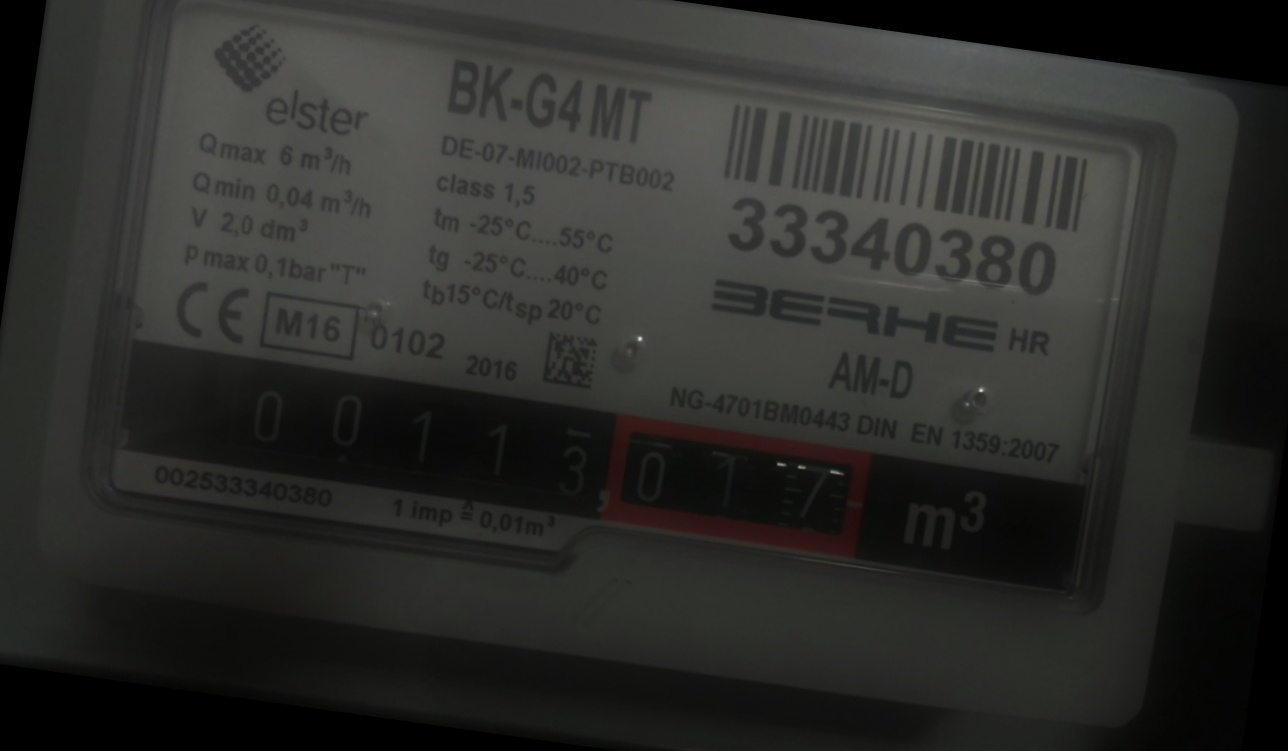 elster
Qmax 6 m³/h
Qmin 0,04 m³/h
V 2,0 dm³
p max 0,1bar "T"
CE M16 0102 2016
BK-G4 MT
DE-07-MI002-PTB002
class 1,5
tm -25°C....55°C
tg -25°C....40°C
tb15°C/tsp 20°C
33340380
BERHE HR
AM-D
NG-4701BM0443 DIN EN 1359:2007
00113,017 m³
002533340380
1 imp ≙ 0,01m³